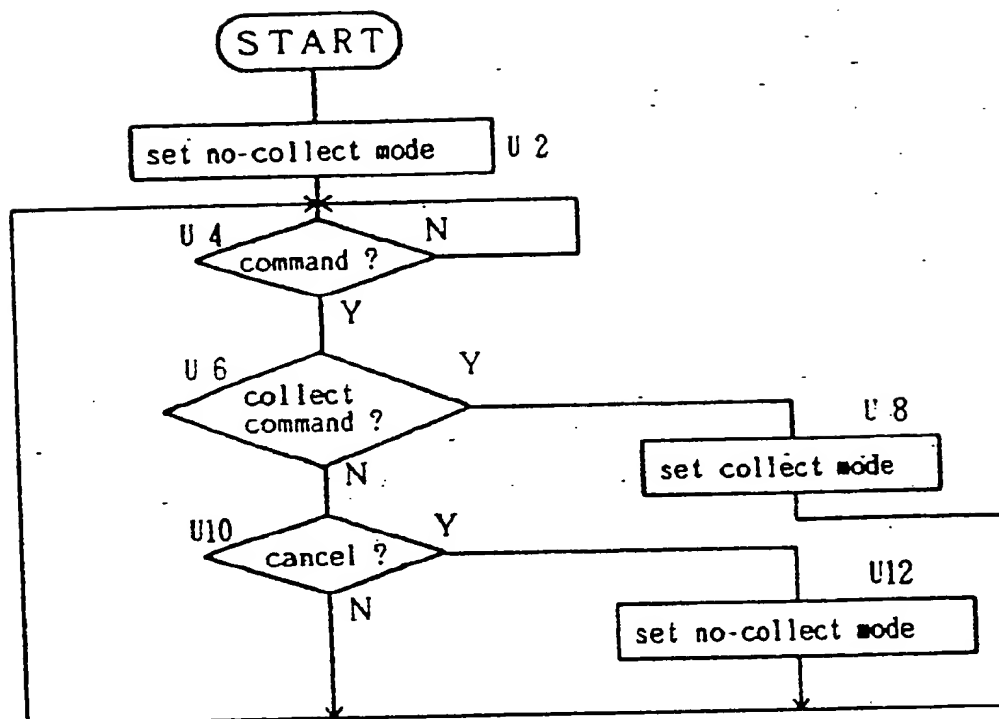 START
set no-collect mode U 2
U 4 N
command ?
Y
U 6 Y
collect
command ?
U 8
set collect mode
N
U10 Y
cancel ?
U12
N
set no-collect mode